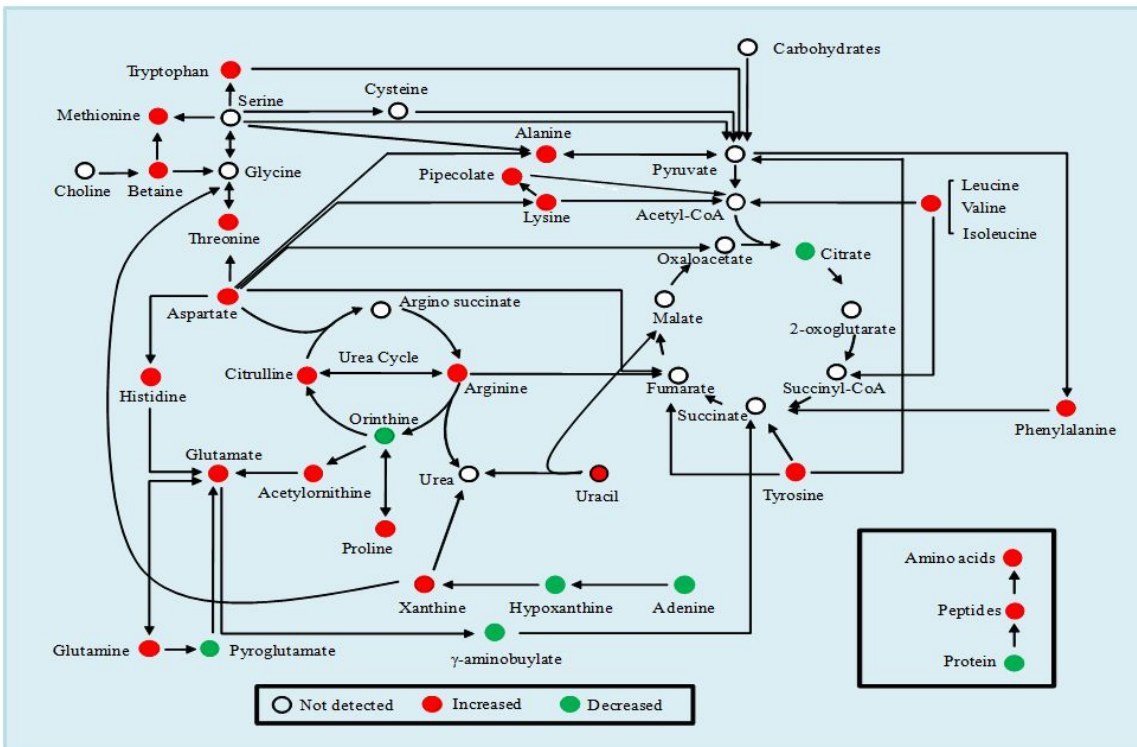 Carbohydrates
Tryptophan
Cysteine
Serine
Methionine
Alanine
Pyruvate
Pipecolate
Choline
Betaine
Glycine
Leucine
Valine
Isoleucine
Lysine
Acetyl-CoA
Threonine
Oxaloacetate
Citrate
Aspartate
Argino succinate
Malate
2-oxoglutarate
Urea Cycle
Citrulline
Arginine
Histidine
Fumarate
Succinyl-CoA
Succinate
Orinthine
Phenylalanine
Glutamate
Acetylornithine
Urea
Uracil
Tyrosine
Proline
Amino acids
Xanthine
Hypoxanthine
Adenine
Peptides
Glutamine
Pyroglutamate
γ-aminobuylate
Protein
Not detected
Increased
Decreased